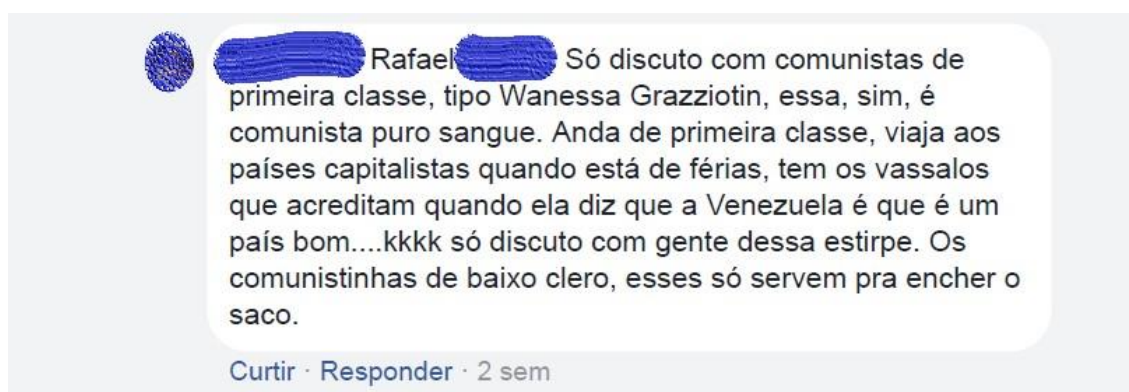 Rafael Só discuto com comunistas de
primeira classe, tipo Wanessa Grazziotin, essa, sim, é
comunista puro sangue. Anda de primeira classe, viaja aos
países capitalistas quando está de férias, tem os vassalos
que acreditam quando ela diz que a Venezuela é que é um
país bom....kkkk só discuto com gente dessa estirpe. Os
comunistinhas de baixo clero, esses só servem pra encher o
saco.
Curtir · Responder · 2 sem